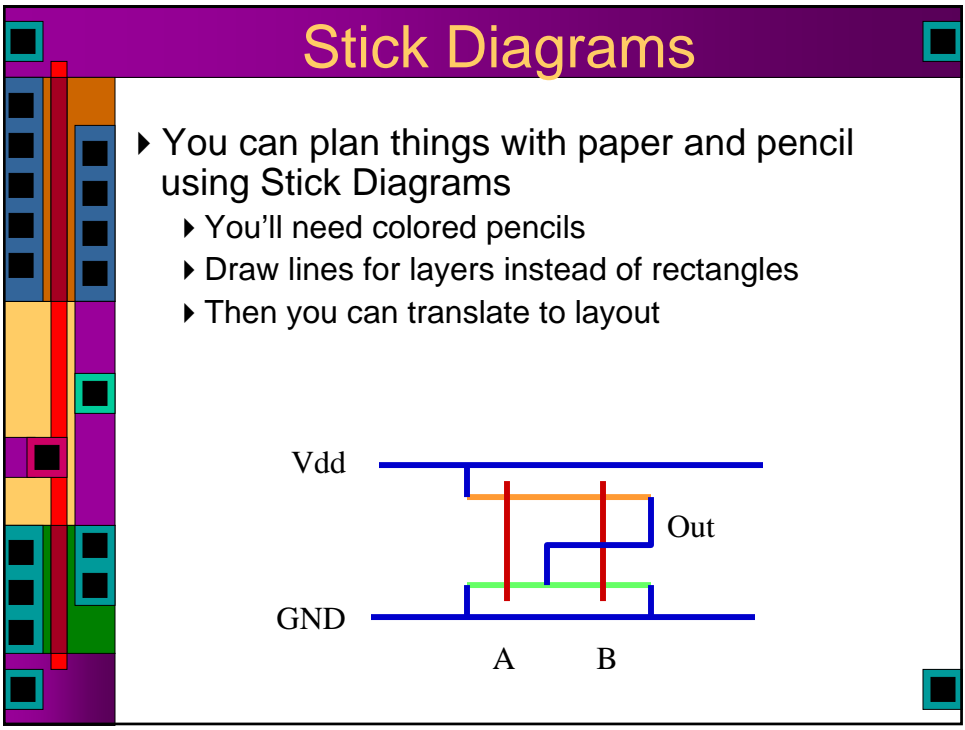 Stick Diagrams
You can plan things with paper and pencil
using Stick Diagrams
You’ll need colored pencils
Draw lines for layers instead of rectangles
Then you can translate to layout
Vdd
Out
GND
A B